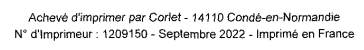 Achevé d'imprimer par Corlet - 14110 Condé-en-Normandie
N° d'Imprimeur : 1209150 - Septembre 2022 - Imprimé en France